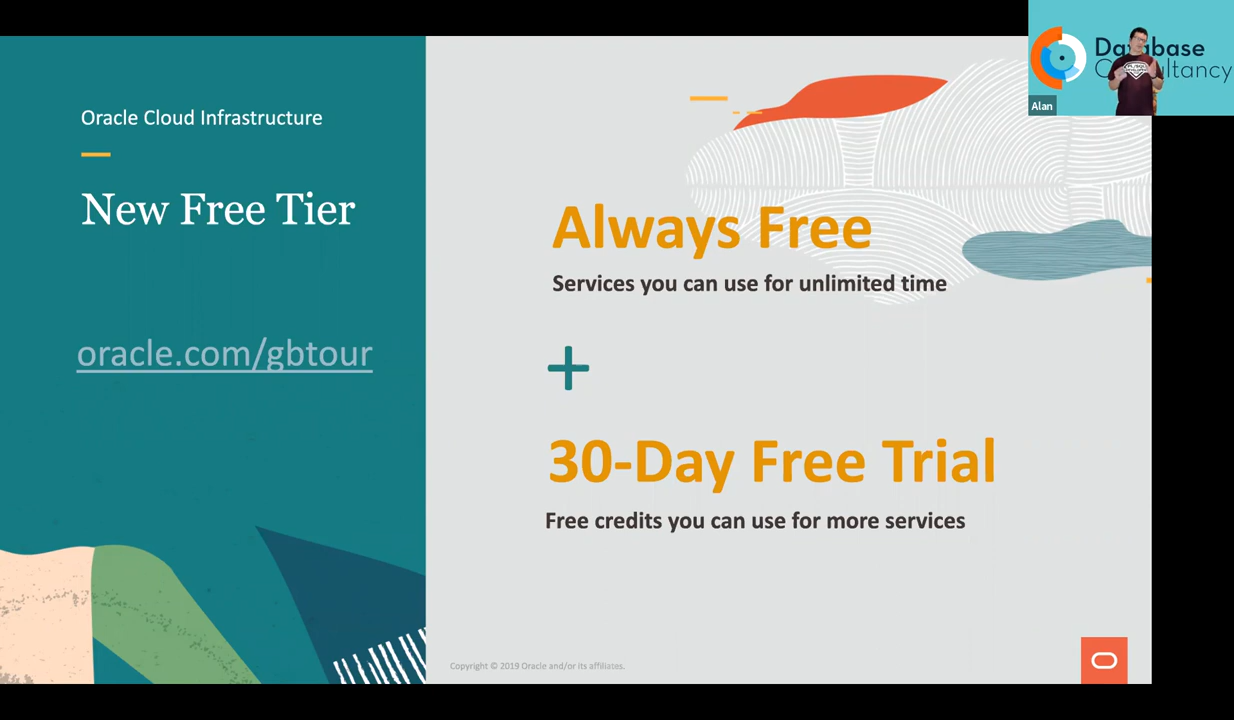 Oracle Cloud Infrastructure
New Free Tier
oracle.com/gbtour
Always Free
Services you can use for unlimited time
+
30-Day Free Trial
Free credits you can use for more services
Copyright © 2019 Oracle and/or its affiliates.
Alan